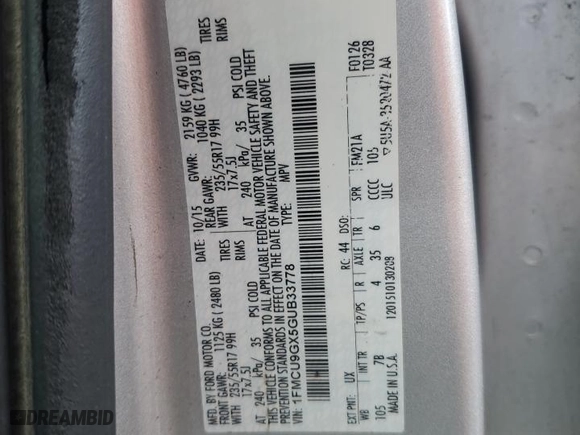 MFD. BY FORD MOTOR CO.
DATE: 10/15 GVWR: 2159 KG ( 4760 LB)
FRONT GAWR: 1125 KG ( 2480 LB) REAR GAWR: 1040 KG ( 2293 LB)
WITH 235/55R17 99H TIRES WITH 235/55R17 99H TIRES
17x7.5J RIMS 17x7.5J RIMS
AT 240 kPa/ 35 PSI COLD AT 240 kPa/ 35 PSI COLD
THIS VEHICLE CONFORMS TO ALL APPLICABLE FEDERAL MOTOR VEHICLE SAFETY AND THEFT
PREVENTION STANDARDS IN EFFECT ON THE DATE OF MANUFACTURE SHOWN ABOVE.
VIN: 1FMCU9GX5GUB33778 TYPE: MPV
F0126
T0328
EXT PNT: UX RC: 44 DSO: FM21A
WB TP/PS R AXLE TR SPR
105 7B 4 35 6 CCCC 105
MADE IN U.S.A. 1201510130208 ULC
DREAMBID